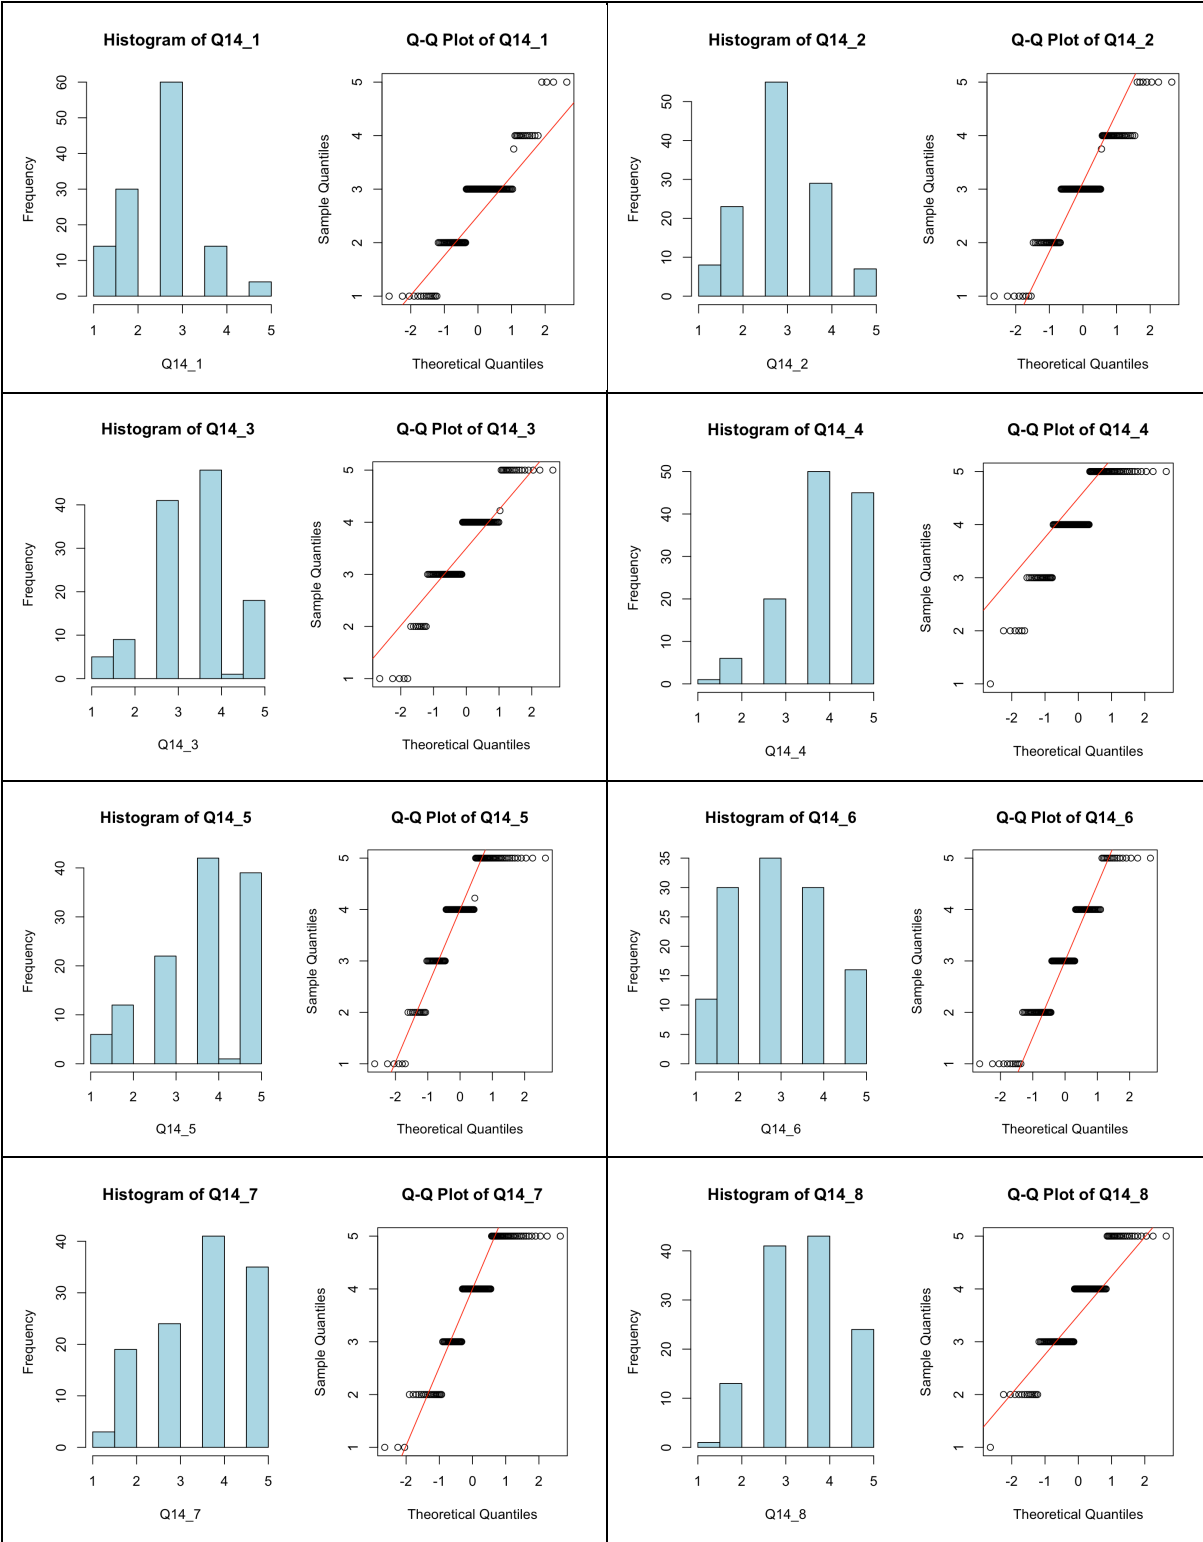 Histogram of Q14_1
Frequency
0 10 20 30 40 50 60
1 2 3 4 5
Q14_1
Q-Q Plot of Q14_1
Sample Quantiles
1 2 3 4 5
-2 -1 0 1 2
Theoretical Quantiles
Histogram of Q14_2
Frequency
0 10 20 30 40 50
1 2 3 4 5
Q14_2
Q-Q Plot of Q14_2
Sample Quantiles
1 2 3 4 5
-2 -1 0 1 2
Theoretical Quantiles
Histogram of Q14_3
Frequency
0 10 20 30 40
1 2 3 4 5
Q14_3
Q-Q Plot of Q14_3
Sample Quantiles
1 2 3 4 5
-2 -1 0 1 2
Theoretical Quantiles
Histogram of Q14_4
Frequency
0 10 20 30 40 50
1 2 3 4 5
Q14_4
Q-Q Plot of Q14_4
Sample Quantiles
1 2 3 4 5
-2 -1 0 1 2
Theoretical Quantiles
Histogram of Q14_5
Frequency
0 10 20 30 40
1 2 3 4 5
Q14_5
Q-Q Plot of Q14_5
Sample Quantiles
1 2 3 4 5
-2 -1 0 1 2
Theoretical Quantiles
Histogram of Q14_6
Frequency
0 5 10 15 20 25 30 35
1 2 3 4 5
Q14_6
Q-Q Plot of Q14_6
Sample Quantiles
1 2 3 4 5
-2 -1 0 1 2
Theoretical Quantiles
Histogram of Q14_7
Frequency
0 10 20 30 40
1 2 3 4 5
Q14_7
Q-Q Plot of Q14_7
Sample Quantiles
1 2 3 4 5
-2 -1 0 1 2
Theoretical Quantiles
Histogram of Q14_8
Frequency
0 10 20 30 40
1 2 3 4 5
Q14_8
Q-Q Plot of Q14_8
Sample Quantiles
1 2 3 4 5
-2 -1 0 1 2
Theoretical Quantiles